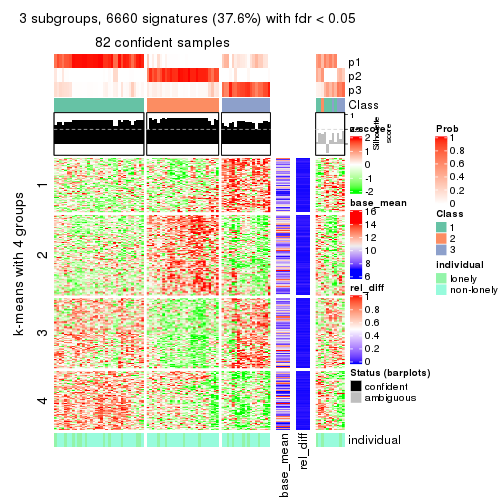 3 subgroups, 6660 signatures (37.6%) with fdr < 0.05
82 confident samples
p1
p2
p3
Class
1
Silhouette
score
z-score
2
1
0
-1
-2
k-means with 4 groups
1
2
3
4
base_mean
16
14
12
10
8
6
rel_diff
1
0.8
0.6
0.4
0.2
0
Status (barplots)
confident
ambiguous
Prob
1
0.8
0.6
0.4
0.2
0
Class
1
2
3
individual
lonely
non-lonely
individual
base_mean
rel_diff